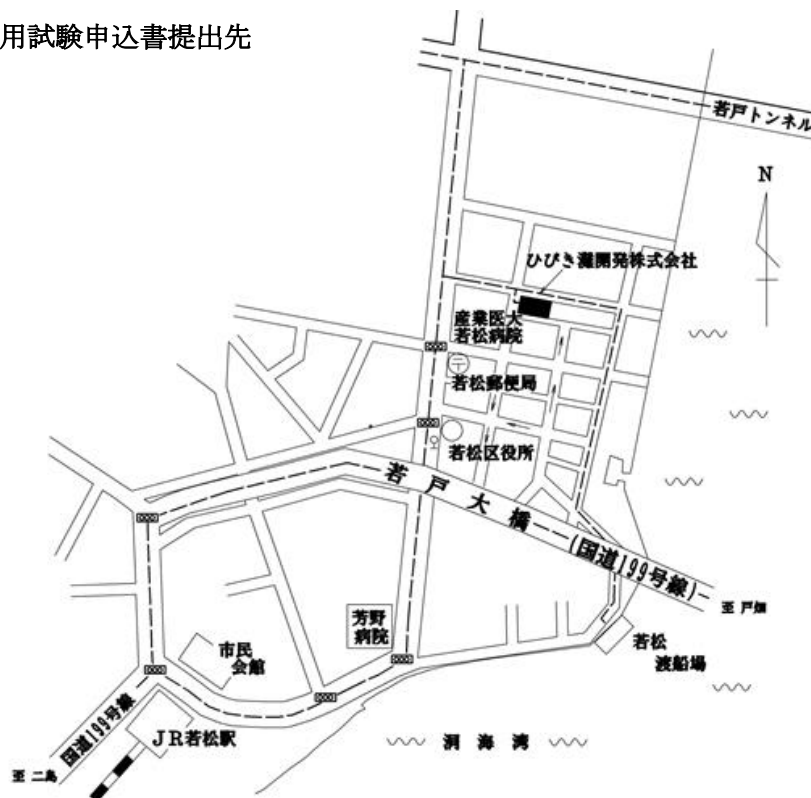 用試験申込書提出先
若戸トンネル
N
ひびき灘開発株式会社
産業医大
若松病院
〒
若松郵便局
若松区役所
若戸大橋
(国道199号線)
至 戸畑
芳野
病院
市民
会館
若松
渡船場
国道199号線
JR若松駅
洞海湾
至 二島